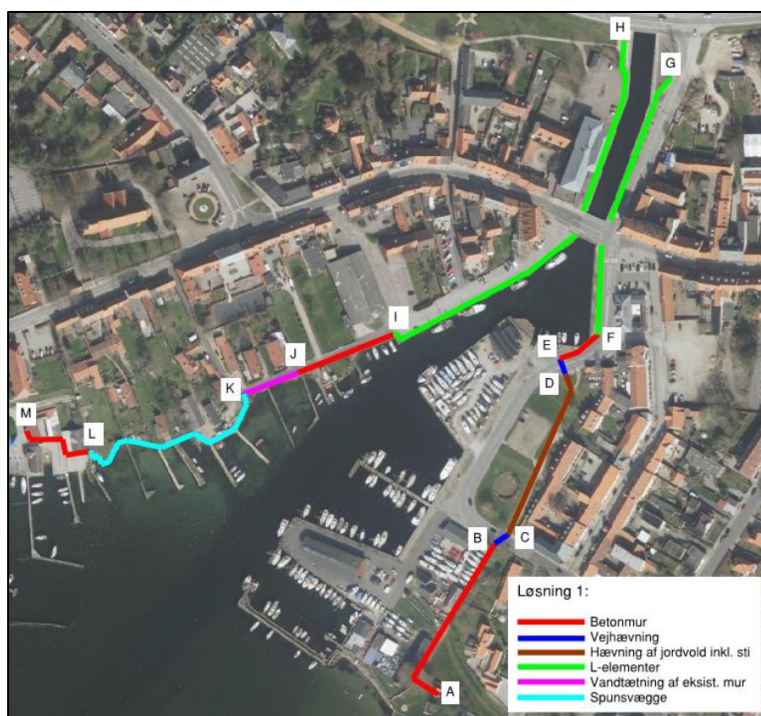 H
G
I
F
E
J
D
K
M
L
B
C
A
Løsning 1:
Betonmur
Vejhævning
Hævning af jordvold inkl. sti
L-elementer
Vandtætning af eksist. mur
Spunsvægge